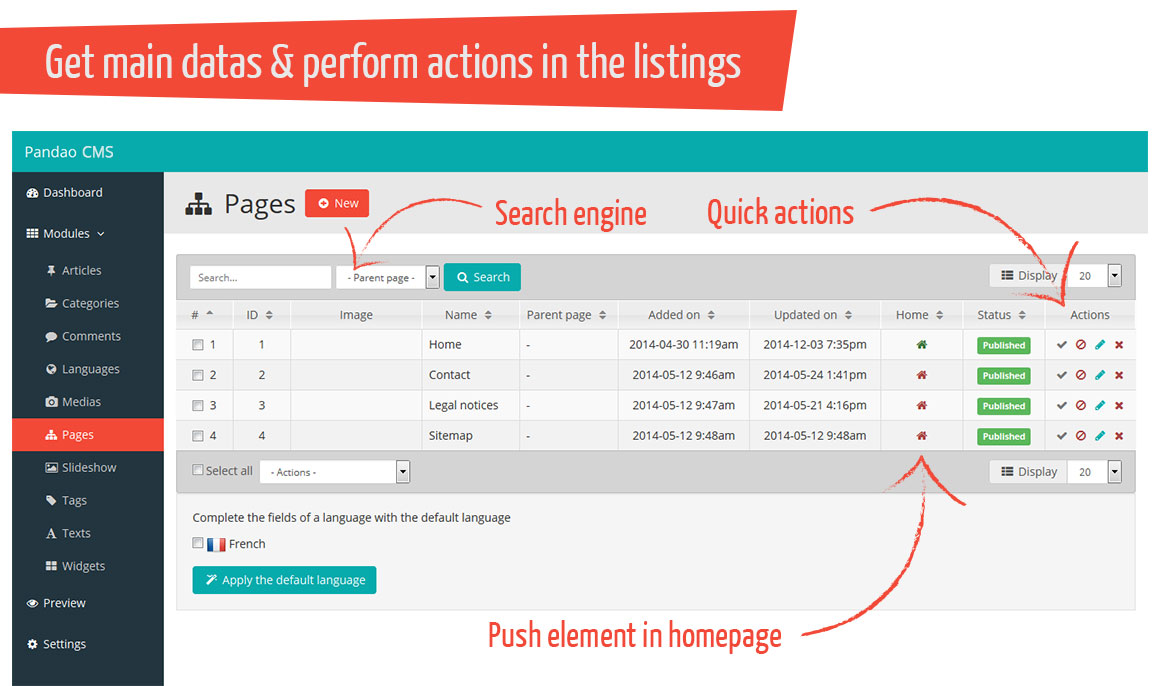 Get main datas & perform actions in the listings
Pandao CMS
Dashboard
Modules
Articles
Categories
Comments
Languages
Medias
Pages
Slideshow
Tags
Texts
Widgets
Preview
Settings
Pages New
Search engine
Quick actions
Search... - Parent page - Search Display 20
# ID Image Name Parent page Added on Updated on Home Status Actions
1 1 Home - 2014-04-30 11:19am 2014-12-03 7:35pm Published
2 2 Contact - 2014-05-12 9:46am 2014-05-24 1:41pm Published
3 3 Legal notices - 2014-05-12 9:47am 2014-05-21 4:16pm Published
4 4 Sitemap - 2014-05-12 9:48am 2014-05-12 9:48am Published
Select all - Actions - Display 20
Complete the fields of a language with the default language
French
Apply the default language
Push element in homepage